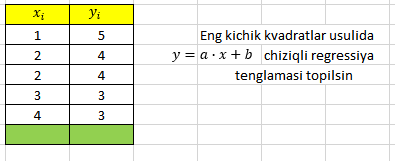 xᵢ yᵢ
1 5
2 4
2 4
3 3
4 3
Eng kichik kvadratlar usulida
y = a · x + b chiziqli regressiya
tenglamasi topilsin